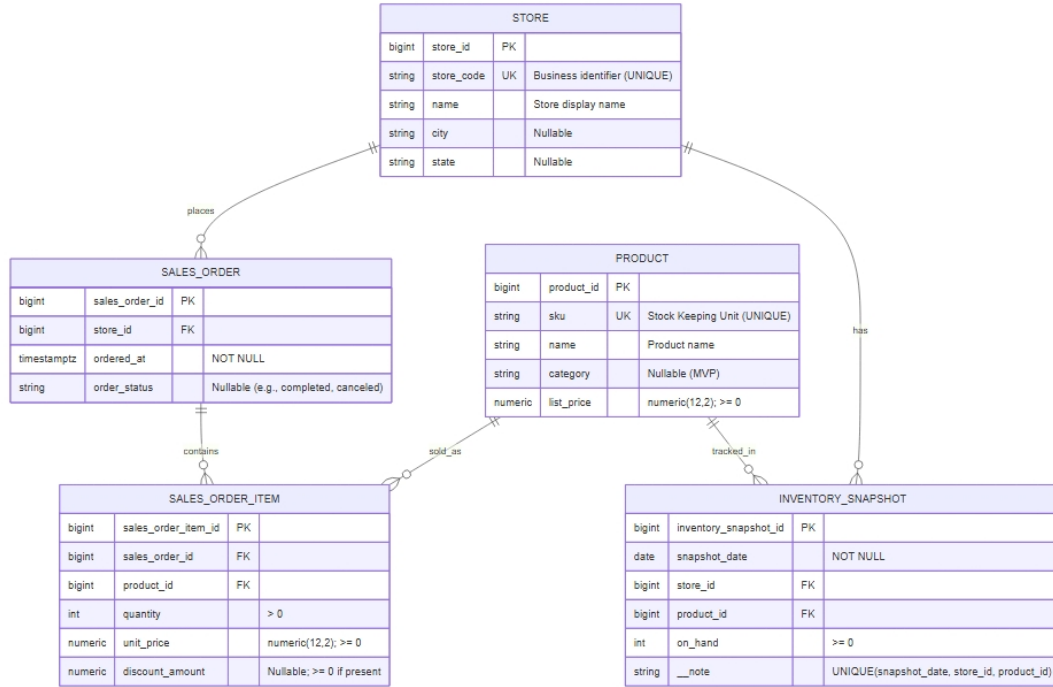 STORE
bigint store_id PK
string store_code UK Business identifier (UNIQUE)
string name Store display name
string city Nullable
string state Nullable
places
has
SALES_ORDER
bigint sales_order_id PK
bigint store_id FK
timestamptz ordered_at NOT NULL
string order_status Nullable (e.g., completed, canceled)
PRODUCT
bigint product_id PK
string sku UK Stock Keeping Unit (UNIQUE)
string name Product name
string category Nullable (MVP)
numeric list_price numeric(12,2); >= 0
contains
sold_as
tracked_in
SALES_ORDER_ITEM
bigint sales_order_item_id PK
bigint sales_order_id FK
bigint product_id FK
int quantity > 0
numeric unit_price numeric(12,2); >= 0
numeric discount_amount Nullable; >= 0 if present
INVENTORY_SNAPSHOT
bigint inventory_snapshot_id PK
date snapshot_date NOT NULL
bigint store_id FK
bigint product_id FK
int on_hand >= 0
string __note UNIQUE(snapshot_date, store_id, product_id)